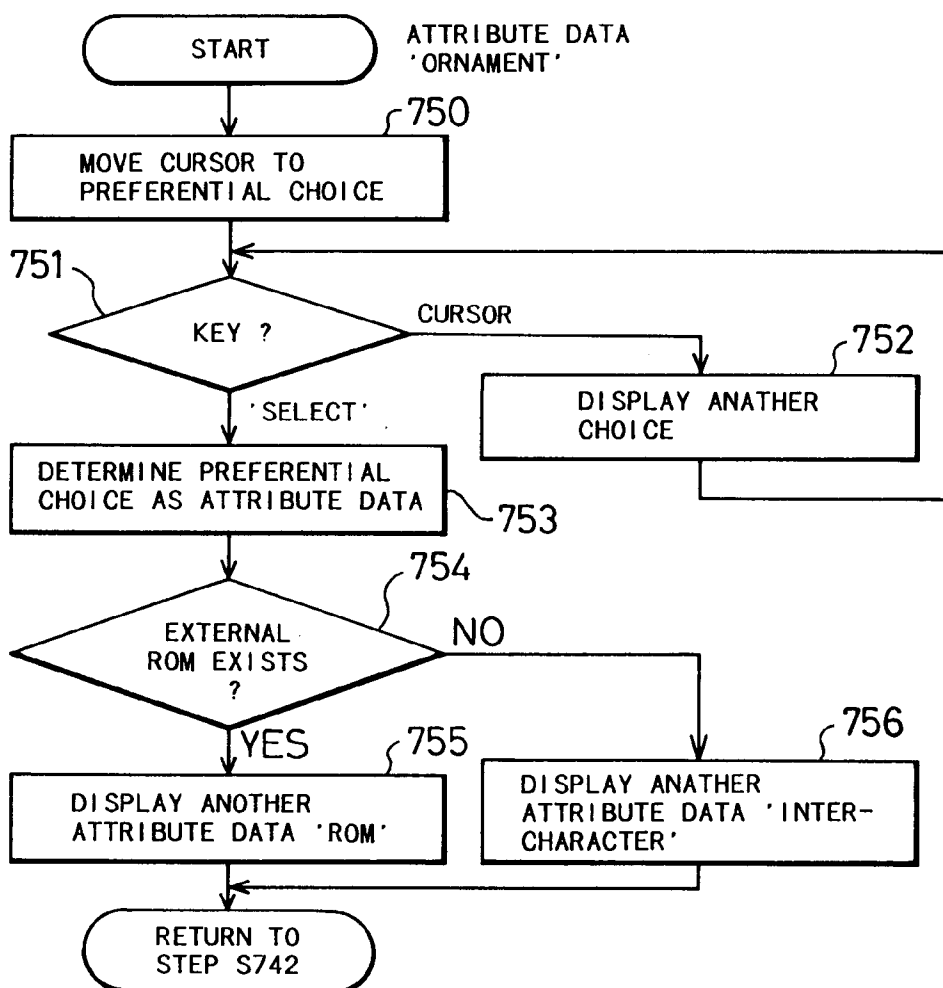 START
ATTRIBUTE DATA
'ORNAMENT'
750
MOVE CURSOR TO
PREFERENTIAL CHOICE
751
KEY ?
CURSOR
752
DISPLAY ANATHER
CHOICE
'SELECT'
DETERMINE PREFERENTIAL
CHOICE AS ATTRIBUTE DATA
753
754
EXTERNAL
ROM EXISTS
?
NO
YES
755
DISPLAY ANOTHER
ATTRIBUTE DATA 'ROM'
756
DISPLAY ANATHER
ATTRIBUTE DATA 'INTER-
CHARACTER'
RETURN TO
STEP S742